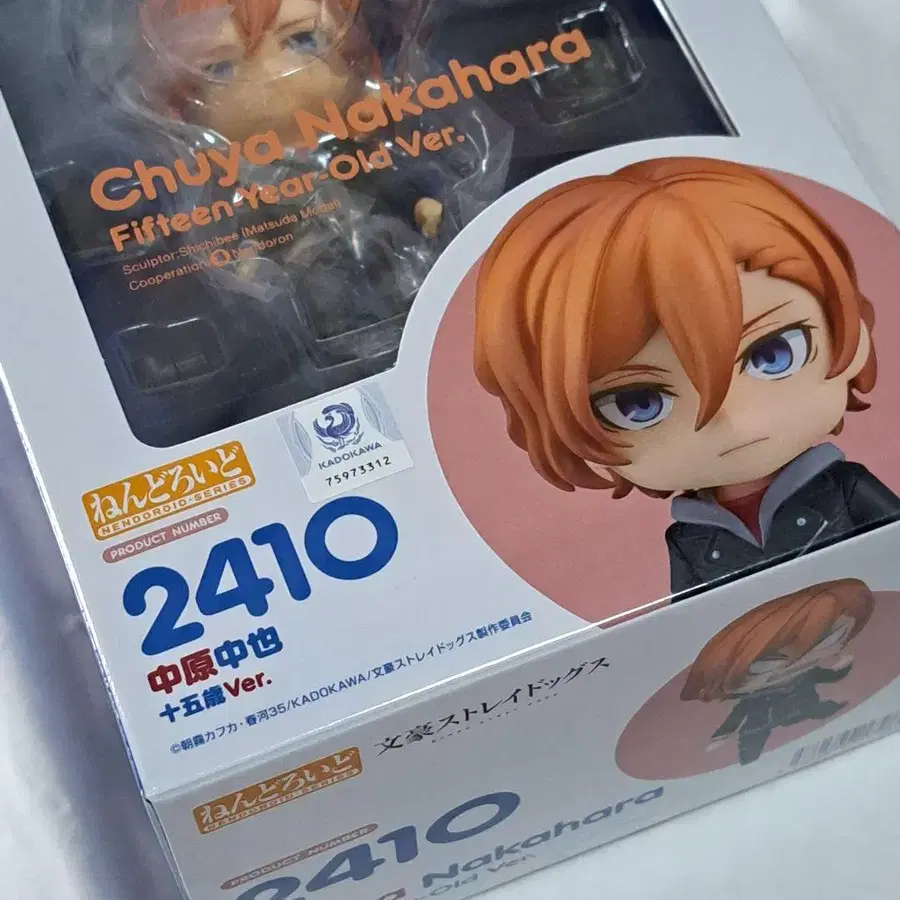 Chuya Nakahara
Fifteen-Year-Old Ver.
Sculptor:Shichibee (Matsuda Model)
Cooperation: Nendoron
KADOKAWA
75973312
ねんどろいど
NENDOROID-SERIES
PRODUCT NUMBER
2410
中原中也
十五歳Ver.
©朝霧カフカ・春河35/KADOKAWA/文豪ストレイドッグス製作委員会
文豪ストレイドッグス
ねんどろいど
NENDOROID-SERIES
PRODUCT NUMBER
2410
Nakahara
-Old Ver.